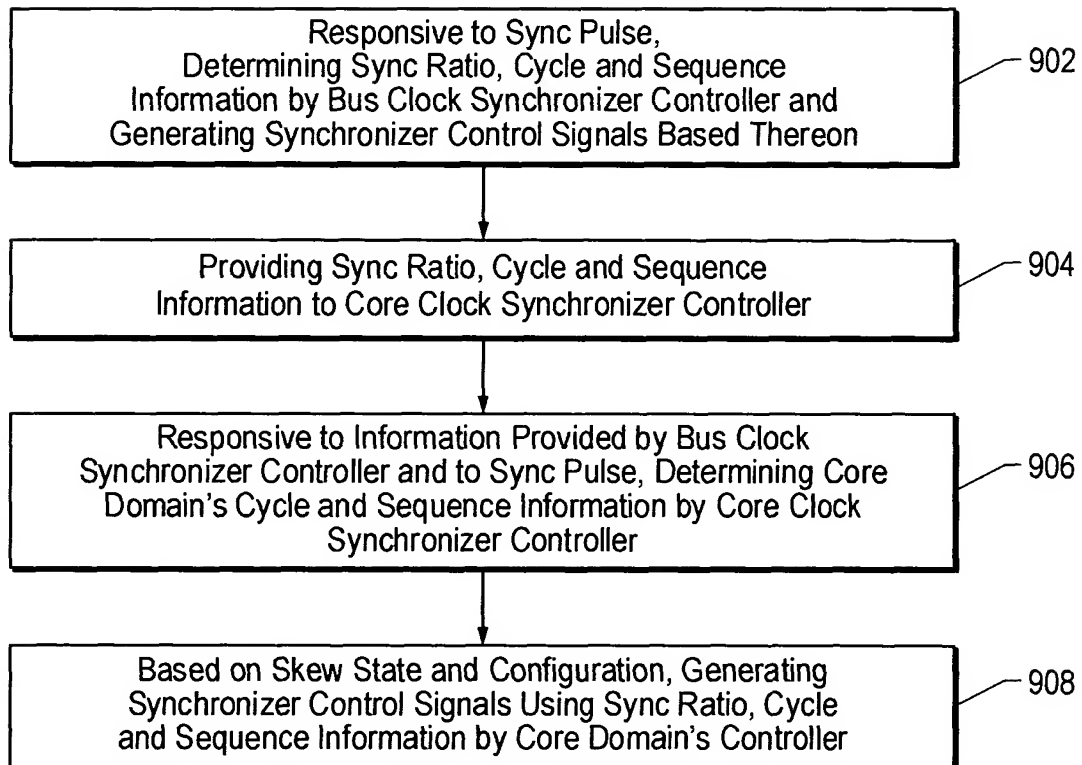 Responsive to Sync Pulse,
Determining Sync Ratio, Cycle and Sequence
Information by Bus Clock Synchronizer Controller and
Generating Synchronizer Control Signals Based Thereon
902
Providing Sync Ratio, Cycle and Sequence
Information to Core Clock Synchronizer Controller
904
Responsive to Information Provided by Bus Clock
Synchronizer Controller and to Sync Pulse, Determining Core
Domain's Cycle and Sequence Information by Core Clock
Synchronizer Controller
906
Based on Skew State and Configuration, Generating
Synchronizer Control Signals Using Sync Ratio, Cycle
and Sequence Information by Core Domain's Controller
908